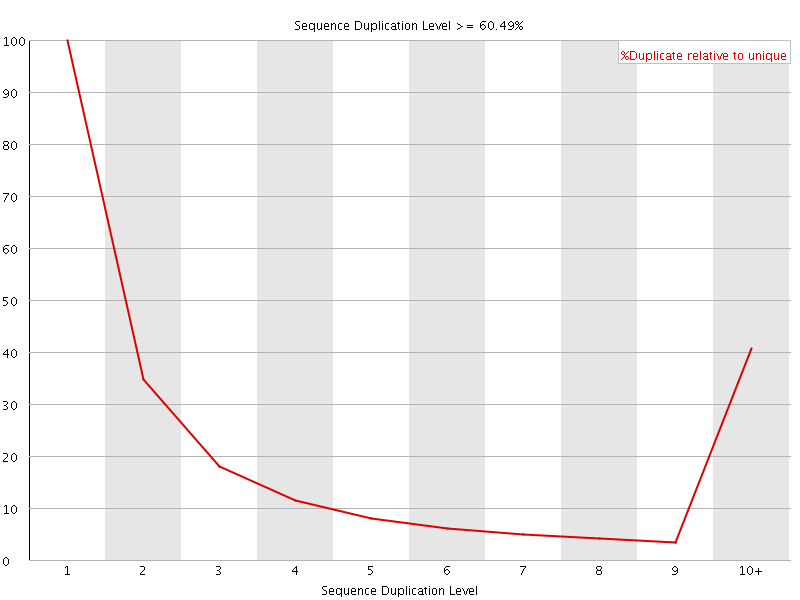 Sequence Duplication Level >= 60.49%
%Duplicate relative to unique
100
90
80
70
60
50
40
30
20
10
0
1 2 3 4 5 6 7 8 9 10+
Sequence Duplication Level